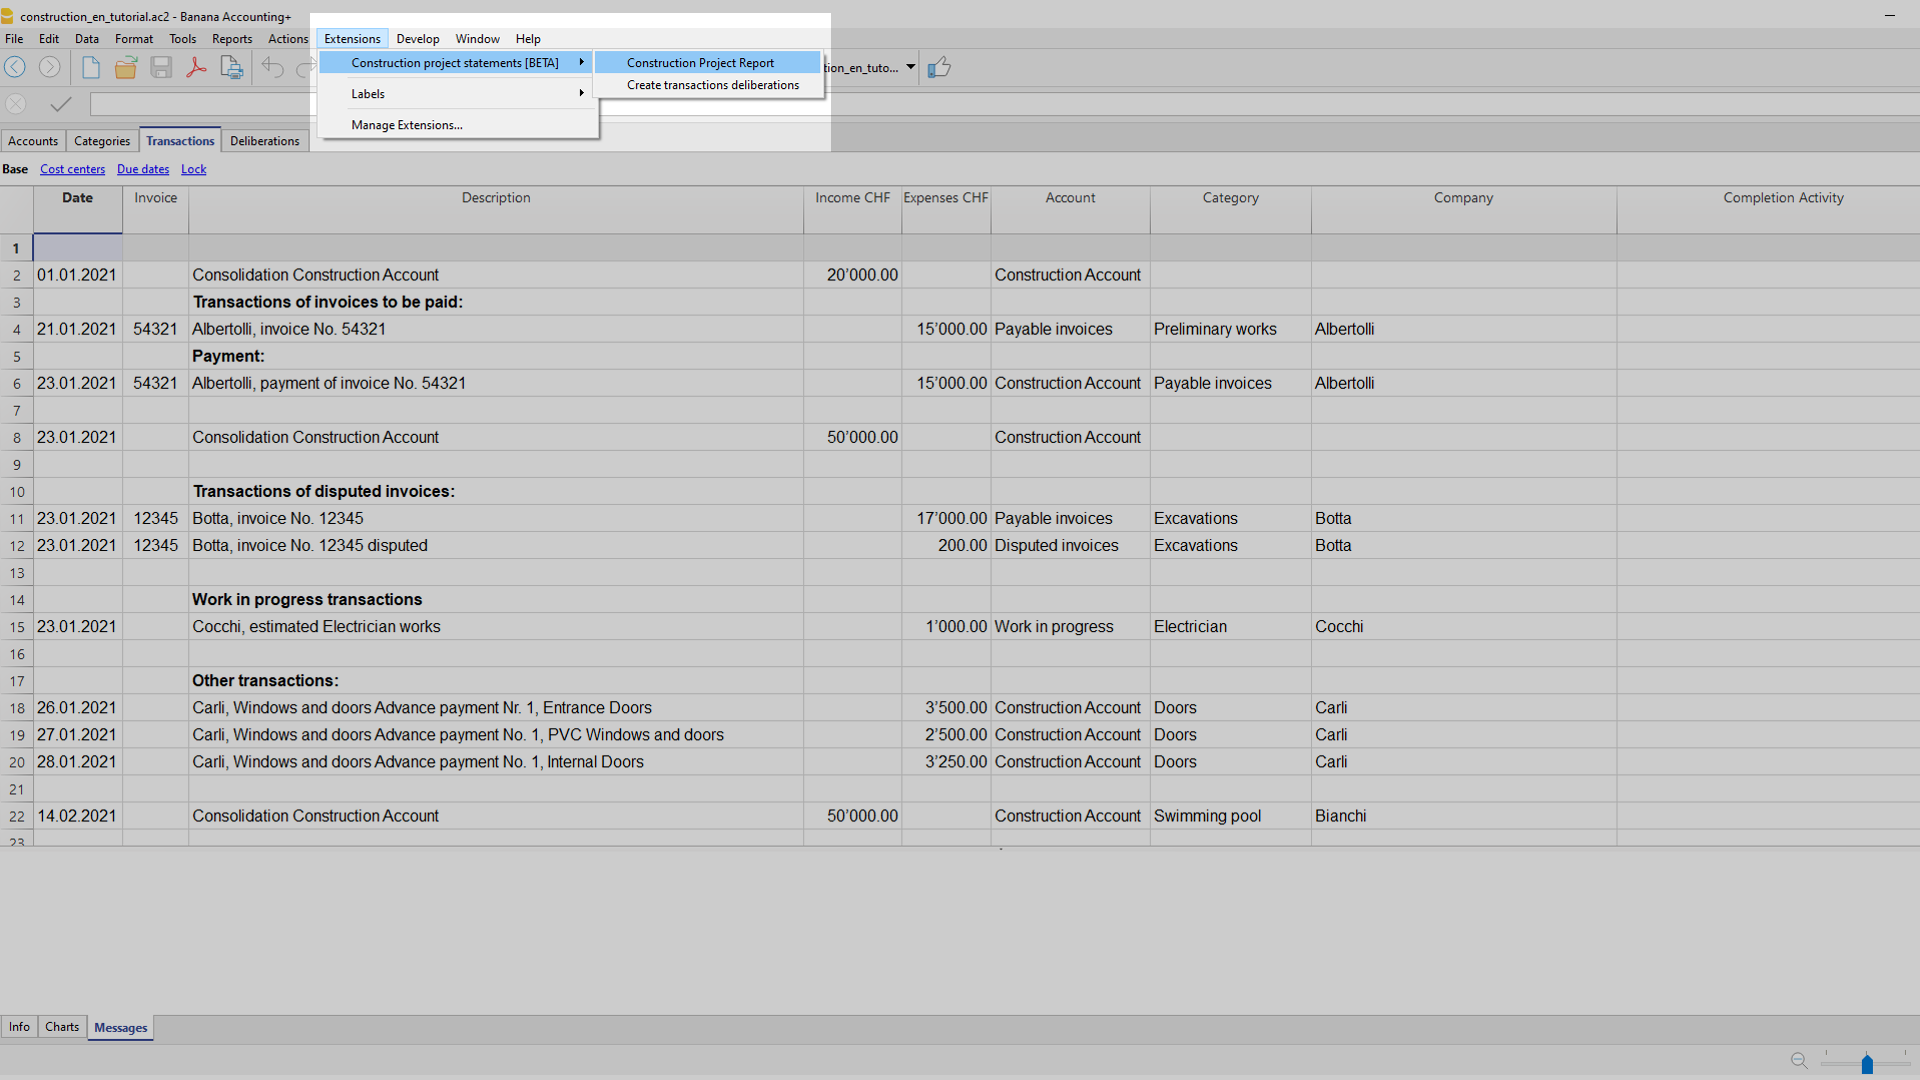 construction_en_tutorial.ac2 - Banana Accounting+
File Edit Data Format Tools Reports Actions Extensions Develop Window Help
Construction project statements [BETA] Construction Project Report
tion_en_tuto...
Create transactions deliberations
Labels
Manage Extensions...
Accounts Categories Transactions Deliberations
Base Cost centers Due dates Lock
Date Invoice Description Income CHF Expenses CHF Account Category Company Completion Activity
1
2 01.01.2021 Consolidation Construction Account 20’000.00 Construction Account
3 Transactions of invoices to be paid:
4 21.01.2021 54321 Albertolli, invoice No. 54321 15’000.00 Payable invoices Preliminary works Albertolli
5 Payment:
6 23.01.2021 54321 Albertolli, payment of invoice No. 54321 15’000.00 Construction Account Payable invoices Albertolli
7
8 23.01.2021 Consolidation Construction Account 50’000.00 Construction Account
9
10 Transactions of disputed invoices:
11 23.01.2021 12345 Botta, invoice No. 12345 17’000.00 Payable invoices Excavations Botta
12 23.01.2021 12345 Botta, invoice No. 12345 disputed 200.00 Disputed invoices Excavations Botta
13
14 Work in progress transactions
15 23.01.2021 Cocchi, estimated Electrician works 1’000.00 Work in progress Electrician Cocchi
16
17 Other transactions:
18 26.01.2021 Carli, Windows and doors Advance payment Nr. 1, Entrance Doors 3’500.00 Construction Account Doors Carli
19 27.01.2021 Carli, Windows and doors Advance payment No. 1, PVC Windows and doors 2’500.00 Construction Account Doors Carli
20 28.01.2021 Carli, Windows and doors Advance payment No. 1, Internal Doors 3’250.00 Construction Account Doors Carli
21
22 14.02.2021 Consolidation Construction Account 50’000.00 Construction Account Swimming pool Bianchi
23
Info Charts Messages